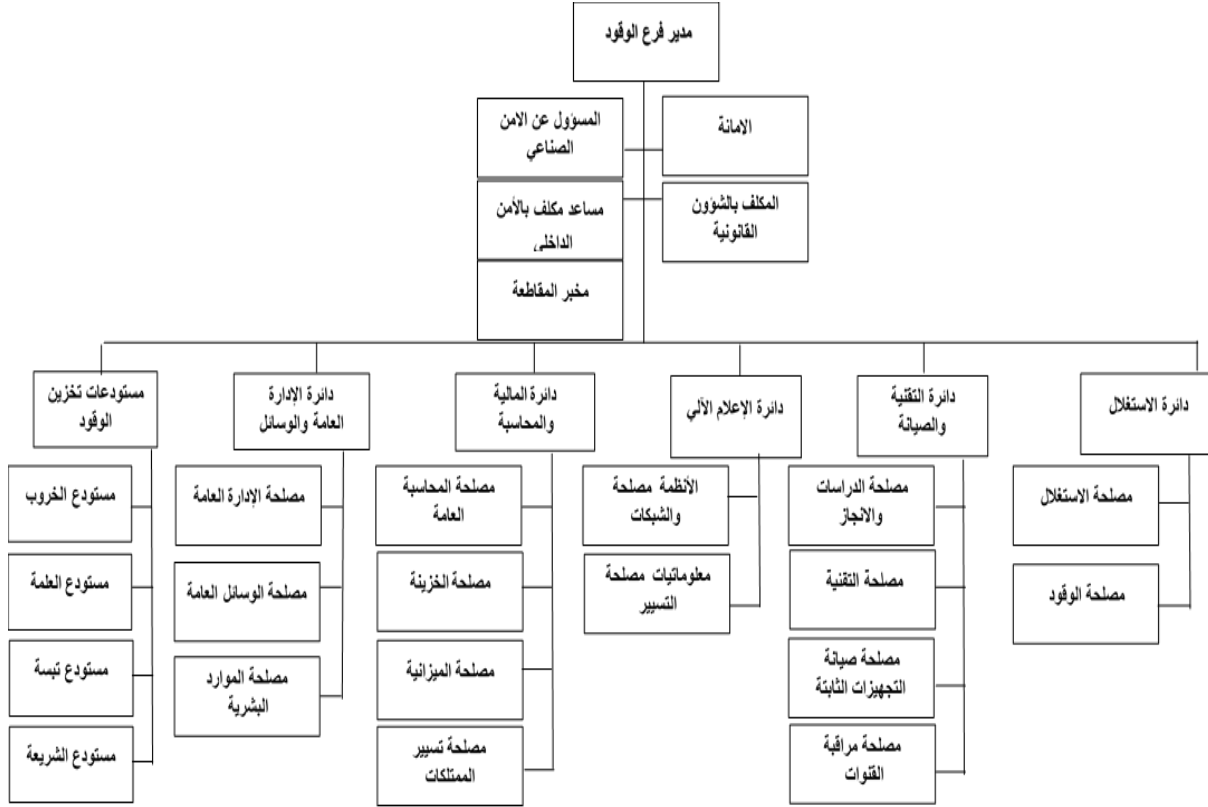 مدير فرع الوقود
الامانة
المسؤول عن الامن
الصناعي
المكلف بالشؤون
القانونية
مساعد مكلف بالأمن
الداخلي
مخبر المقاطعة
دائرة الاستغلال
دائرة التقنية
والصيانة
دائرة الإعلام الآلي
دائرة المالية
والمحاسبة
دائرة الإدارة
العامة والوسائل
مستودعات تخزين
الوقود
مصلحة الاستغلال
مصلحة الوقود
مصلحة الدراسات
والانجاز
مصلحة التقنية
مصلحة صيانة
التجهيزات الثابتة
مصلحة مراقبة
القنوات
الأنظمة مصلحة
والشبكات
معلوماتيات مصلحة
التسيير
مصلحة المحاسبة
العامة
مصلحة الخزينة
مصلحة الميزانية
مصلحة تسيير
الممتلكات
مصلحة الإدارة العامة
مصلحة الوسائل العامة
مصلحة الموارد
البشرية
مستودع الخروب
مستودع العلمة
مستودع تبسة
مستودع الشريعة